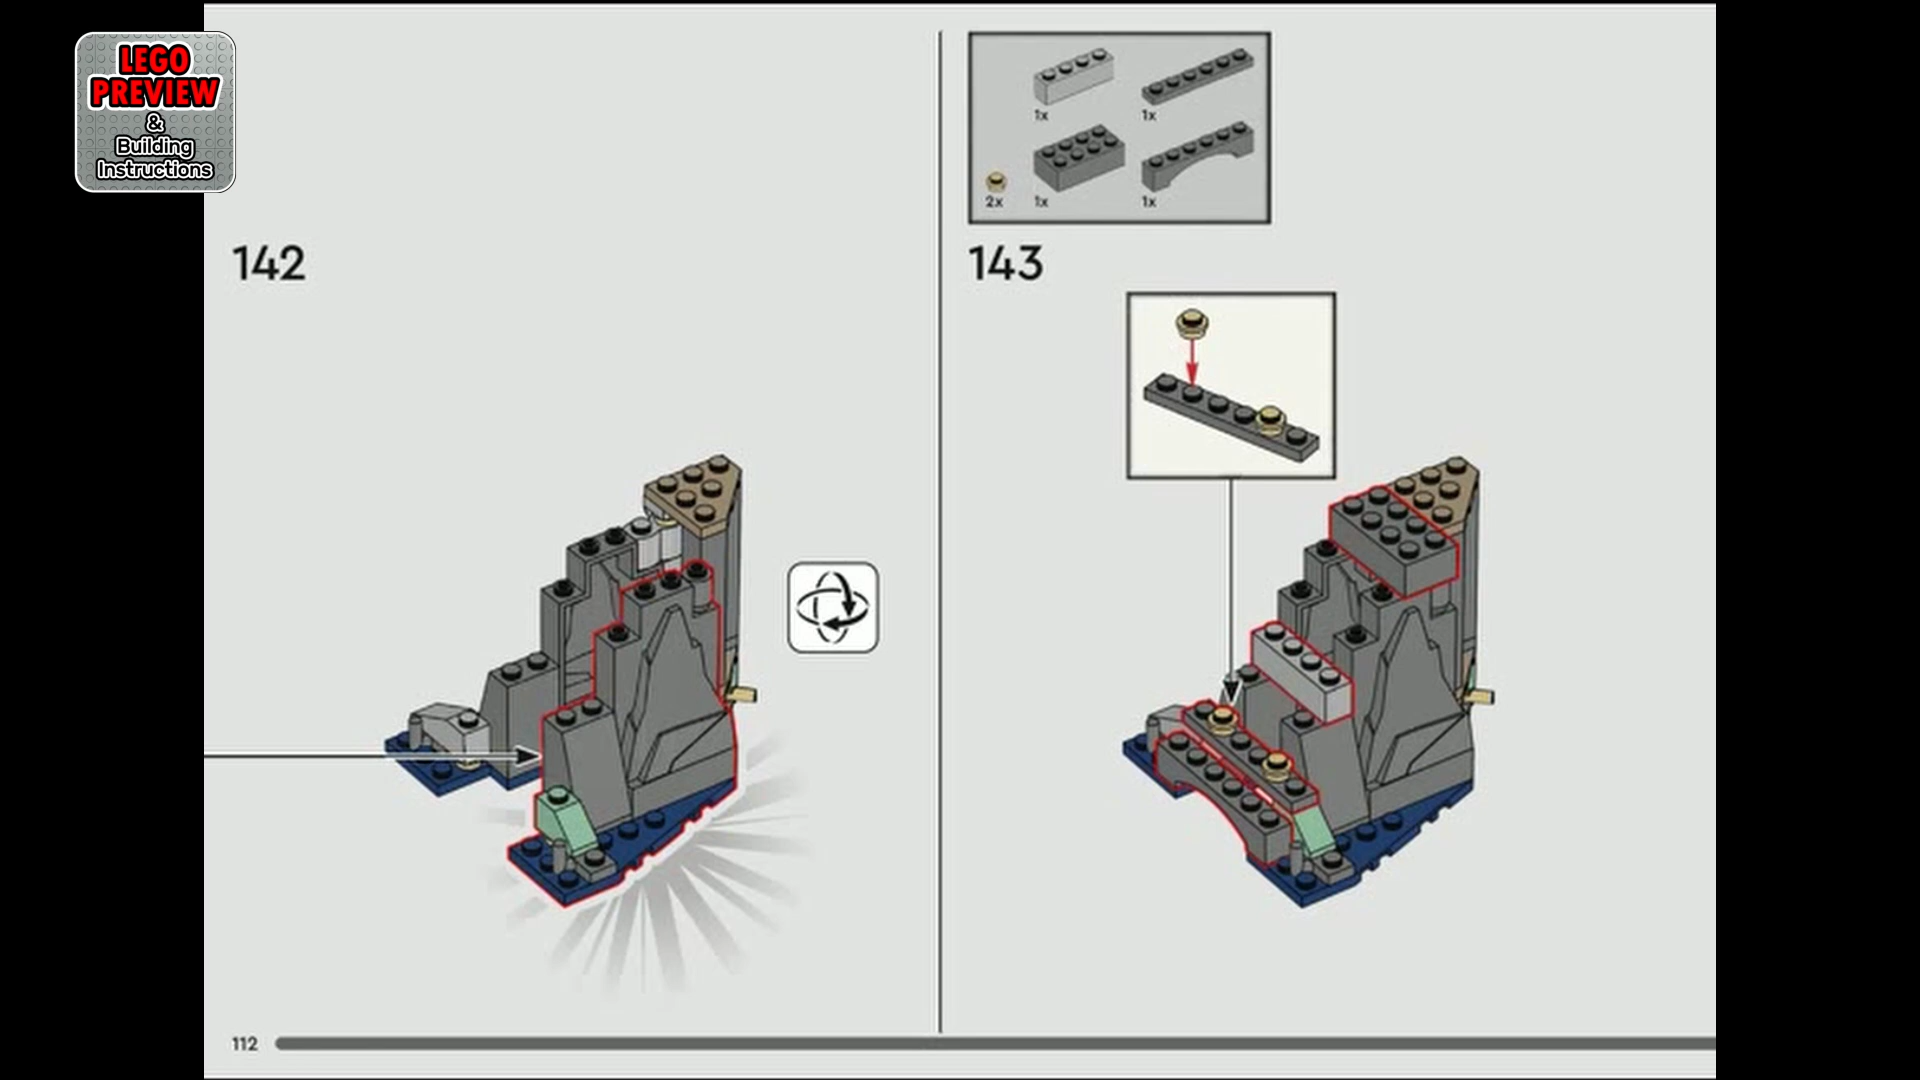 LEGO
PREVIEW
&
Building
Instructions
142
1x
1x
2x
1x
1x
143
112